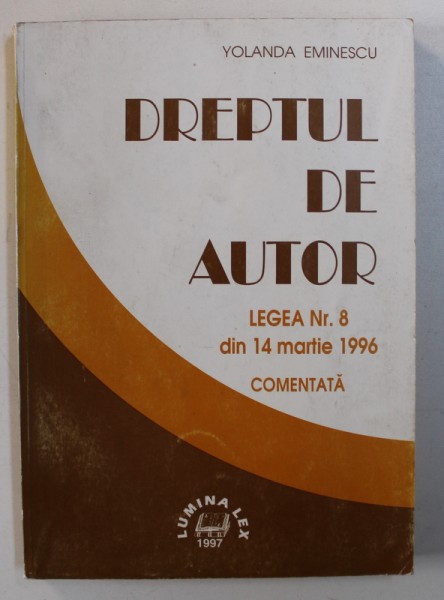 YOLANDA EMINESCU
DREPTUL
DE
AUTOR
LEGEA Nr. 8
din 14 martie 1996
COMENTATĂ
LUMINA LEX
1997